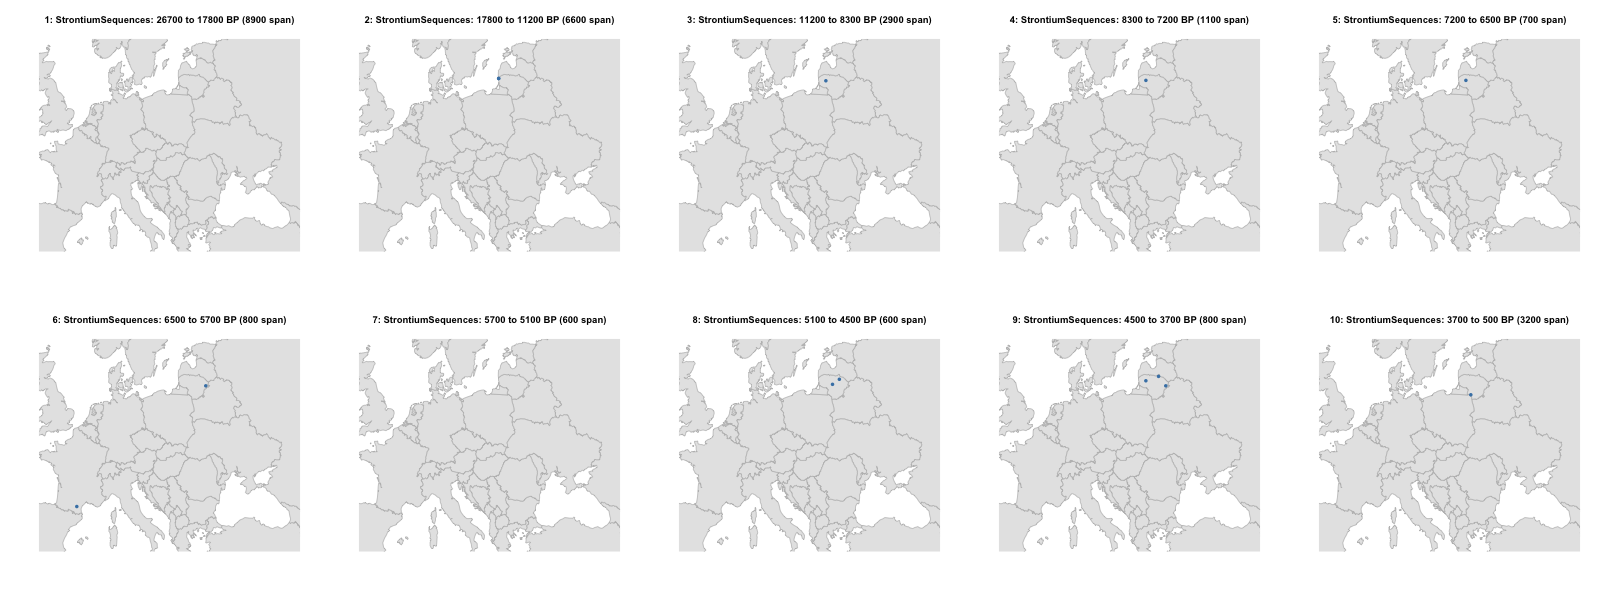 1: StrontiumSequences: 26700 to 17800 BP (8900 span)
2: StrontiumSequences: 17800 to 11200 BP (6600 span)
3: StrontiumSequences: 11200 to 8300 BP (2900 span)
4: StrontiumSequences: 8300 to 7200 BP (1100 span)
5: StrontiumSequences: 7200 to 6500 BP (700 span)
6: StrontiumSequences: 6500 to 5700 BP (800 span)
7: StrontiumSequences: 5700 to 5100 BP (600 span)
8: StrontiumSequences: 5100 to 4500 BP (600 span)
9: StrontiumSequences: 4500 to 3700 BP (800 span)
10: StrontiumSequences: 3700 to 500 BP (3200 span)